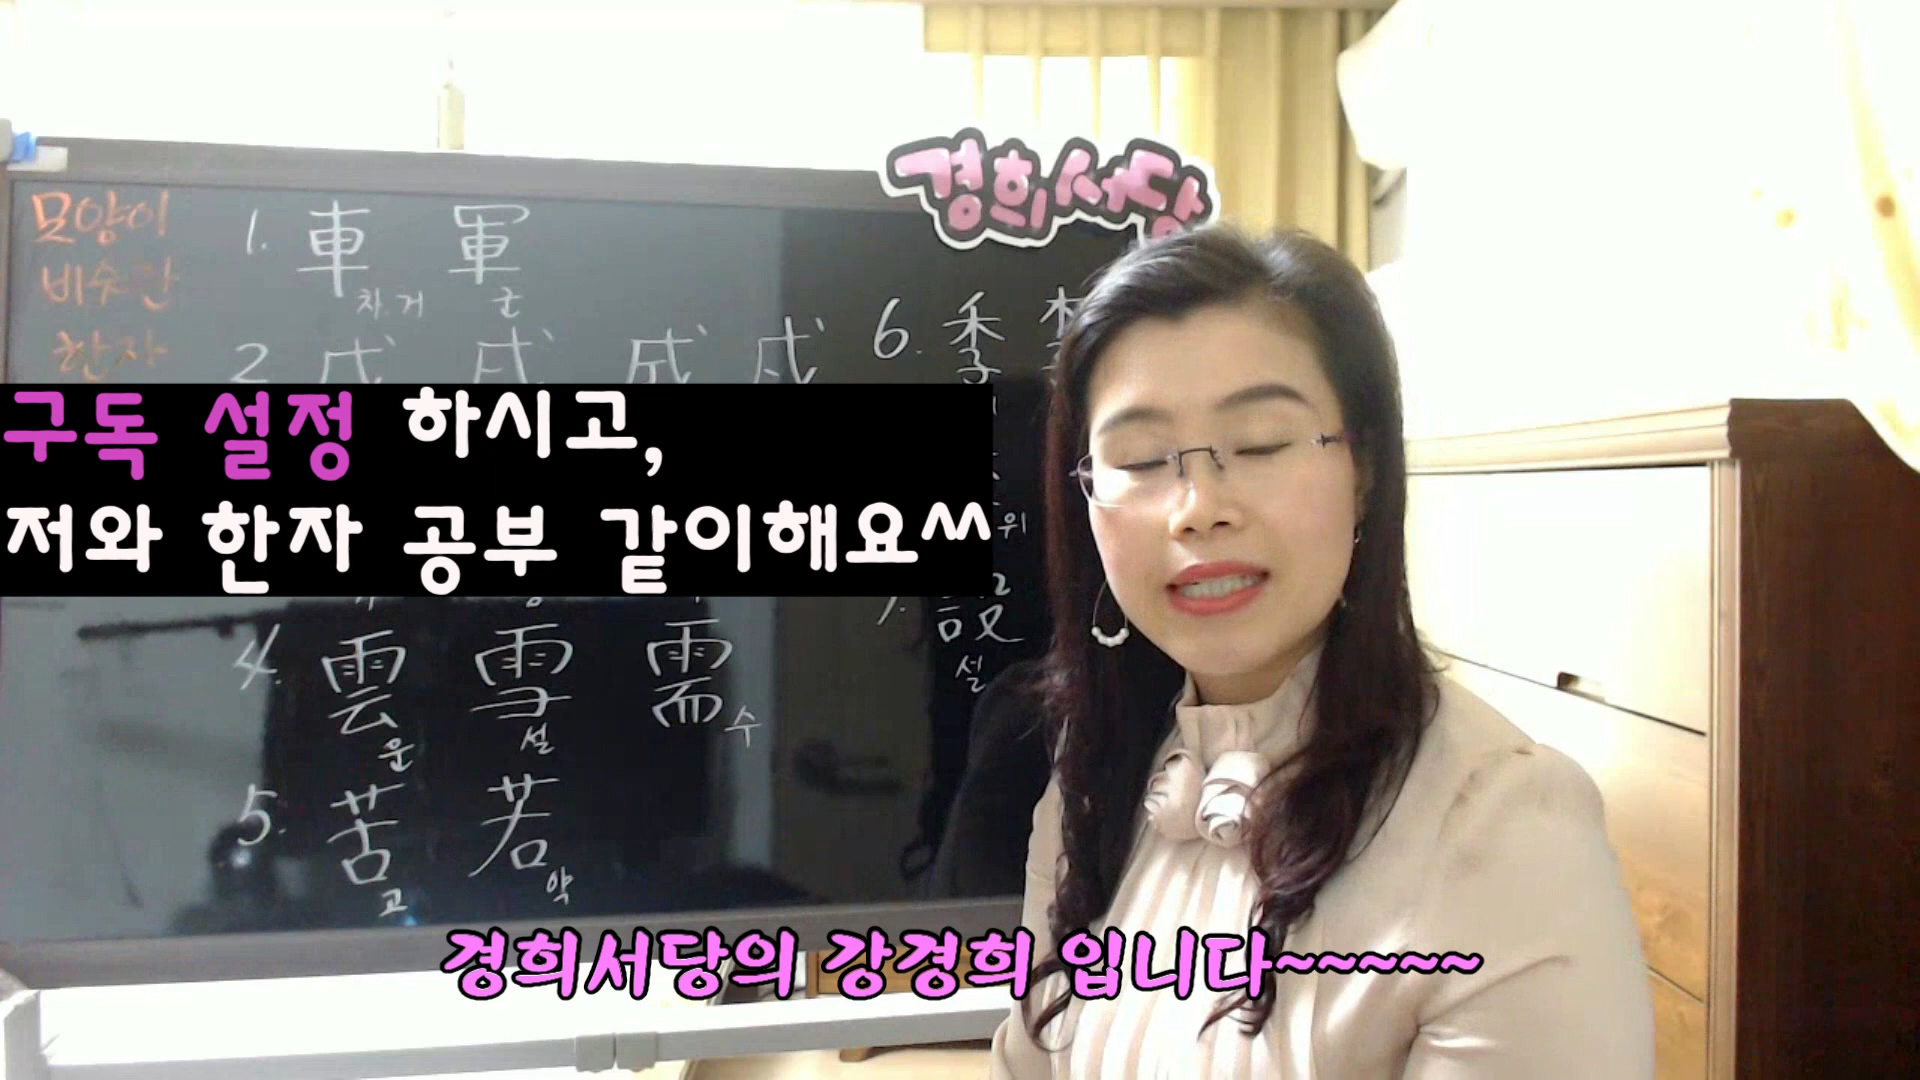 경희서당
모양이
비슷한
한자
1. 車 軍
차.거 군
2 戊 戌 成 戍
6. 季
구독 설정 하시고,
저와 한자 공부 같이해요^^
위
4. 雲 雪 需
운 설 수
7. 設
설
5. 苦 若
고 약
경희서당의 강경희 입니다~~~~~